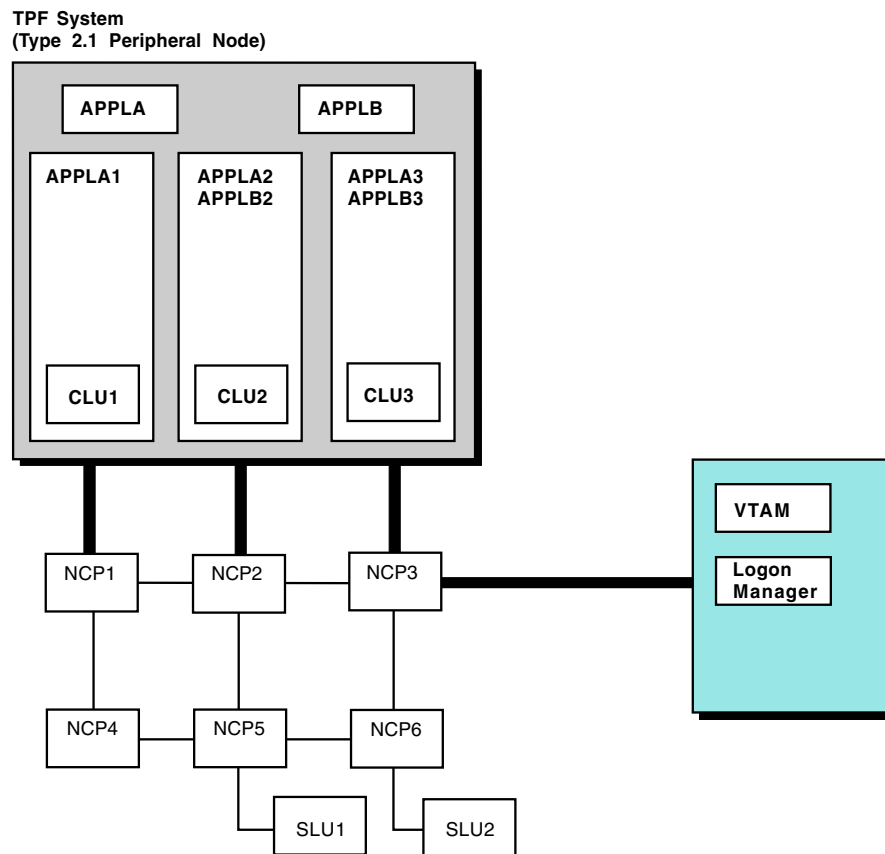 TPF System
(Type 2.1 Peripheral Node)
APPLA
APPLB
APPLA1
APPLA2
APPLB2
APPLA3
APPLB3
CLU1
CLU2
CLU3
VTAM
Logon
Manager
NCP1
NCP2
NCP3
NCP4
NCP5
NCP6
SLU1
SLU2